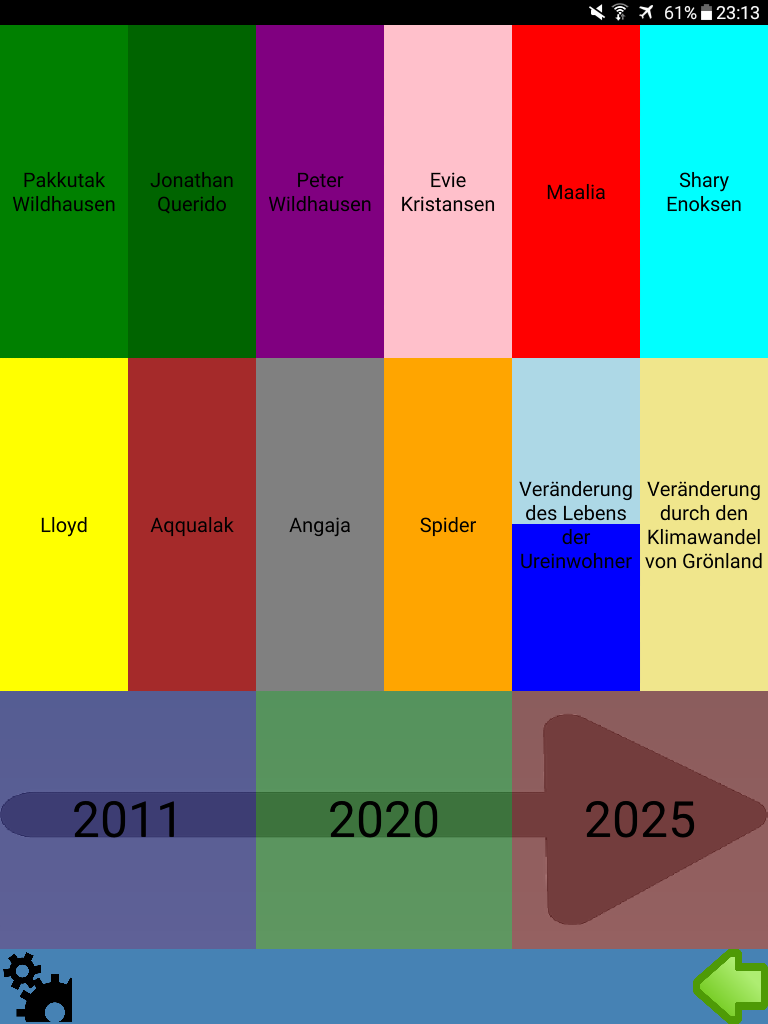 61% 23:13
Pakkutak
Wildhausen
Jonathan
Querido
Peter
Wildhausen
Evie
Kristansen
Maalia
Shary
Enoksen
Lloyd
Aqqualak
Angaja
Spider
Veränderung
des Lebens
der
Ureinwohner
Veränderung
durch den
Klimawandel
von Grönland
2011
2020
2025